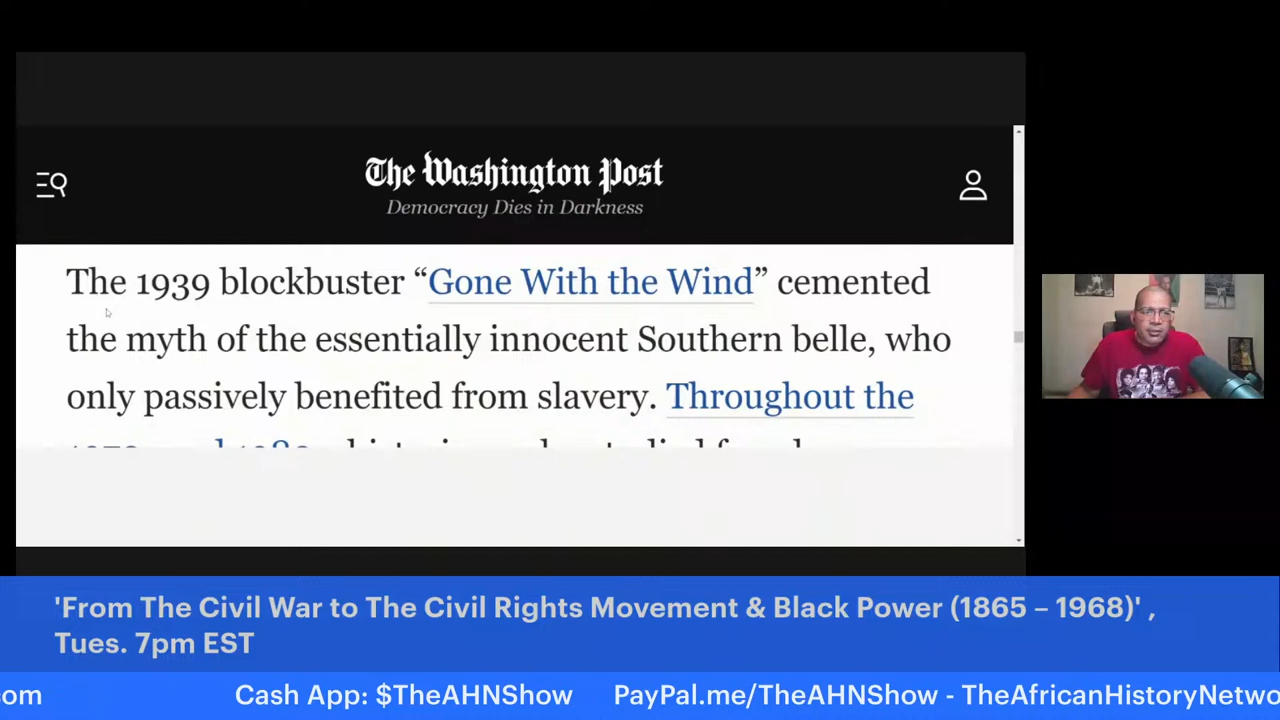 The Washington Post
Democracy Dies in Darkness
The 1939 blockbuster “Gone With the Wind” cemented
the myth of the essentially innocent Southern belle, who
only passively benefited from slavery. Throughout the
'From The Civil War to The Civil Rights Movement & Black Power (1865 – 1968)' ,
Tues. 7pm EST
com Cash App: $TheAHNShow PayPal.me/TheAHNShow - TheAfricanHistoryNetwo